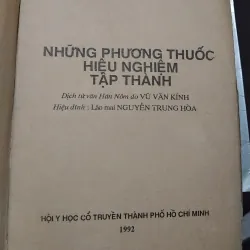 NHỮNG PHƯƠNG THUỐC
HIỆU NGHIỆM
TẬP THÀNH
Dịch từ văn Hán Nôm do VŨ VĂN KÍNH
Hiệu đính : Lão trai NGUYỄN TRUNG HÒA
HỘI Y HỌC CỔ TRUYỀN THÀNH PHỐ HỒ CHÍ MINH
1992